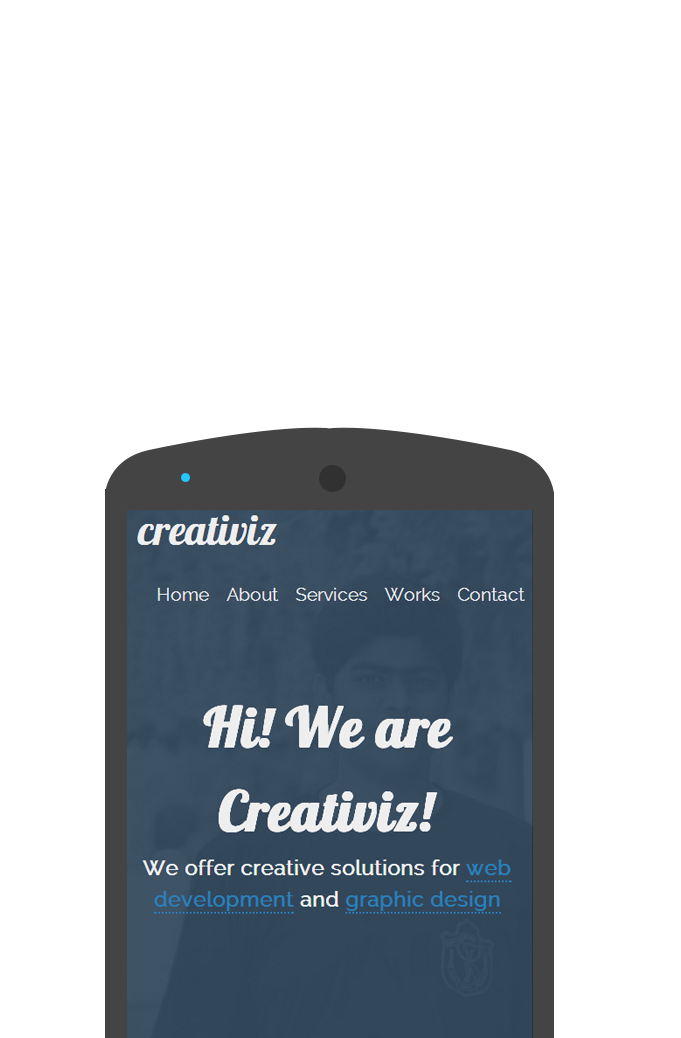 creativiz
Home About Services Works Contact
Hi! We are
Creativiz!
We offer creative solutions for web
development and graphic design